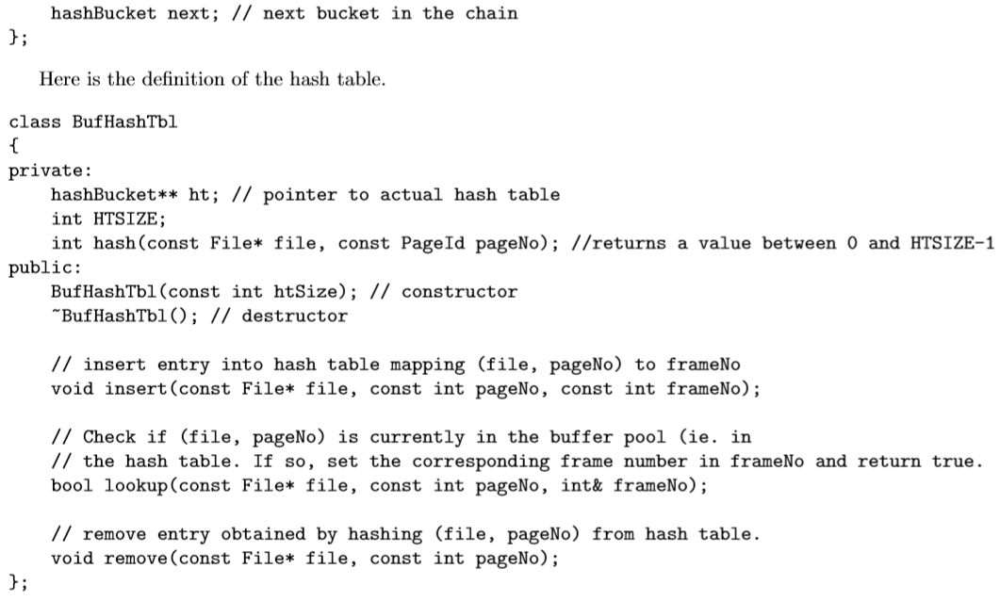 hashBucket next; // next bucket in the chain
};
Here is the definition of the hash table.
class BufHashTbl
{
private:
hashBucket** ht; // pointer to actual hash table
int HTSIZE;
int hash(const File* file, const PageId pageNo); //returns a value between 0 and HTSIZE-1
public:
BufHashTbl(const int htSize); // constructor
~BufHashTbl(); // destructor
// insert entry into hash table mapping (file, pageNo) to frameNo
void insert(const File* file, const int pageNo, const int frameNo);
// Check if (file, pageNo) is currently in the buffer pool (ie. in
// the hash table. If so, set the corresponding frame number in frameNo and return true.
bool lookup(const File* file, const int pageNo, int& frameNo);
// remove entry obtained by hashing (file, pageNo) from hash table.
void remove(const File* file, const int pageNo);
};